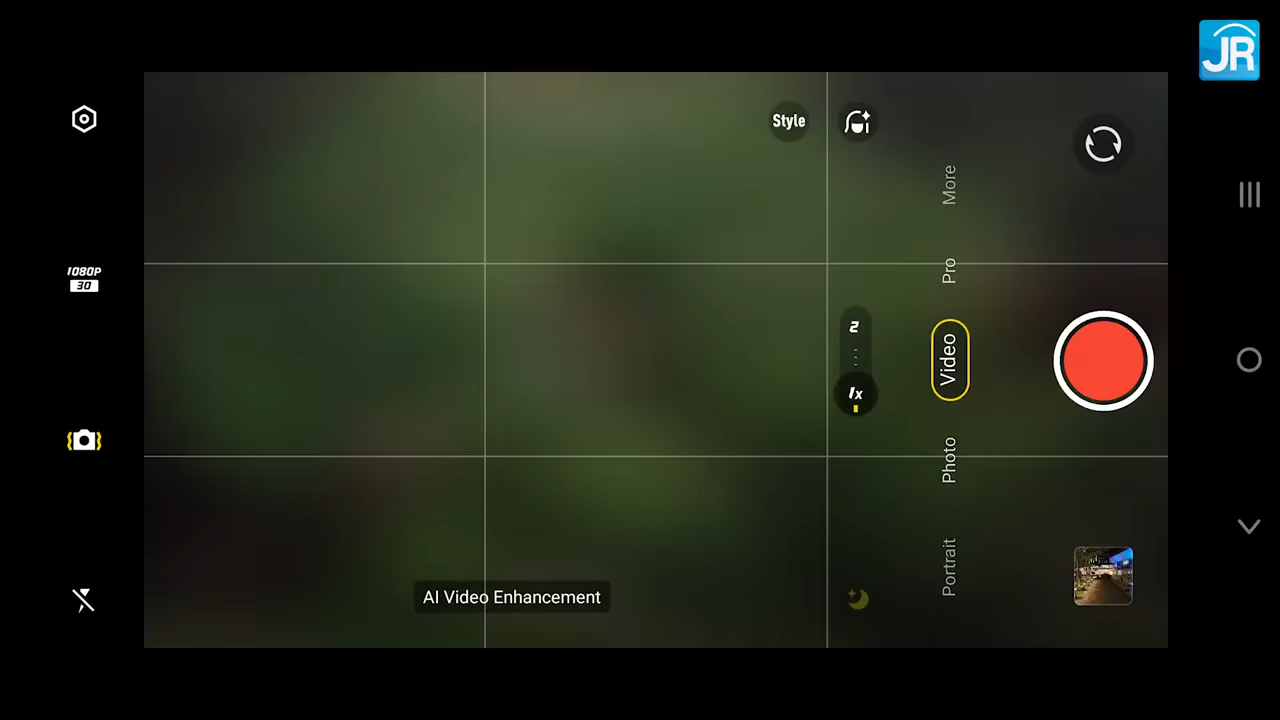 JR
Style
More
1080P
30
Pro
2
Video
1x
Photo
Portrait
AI Video Enhancement